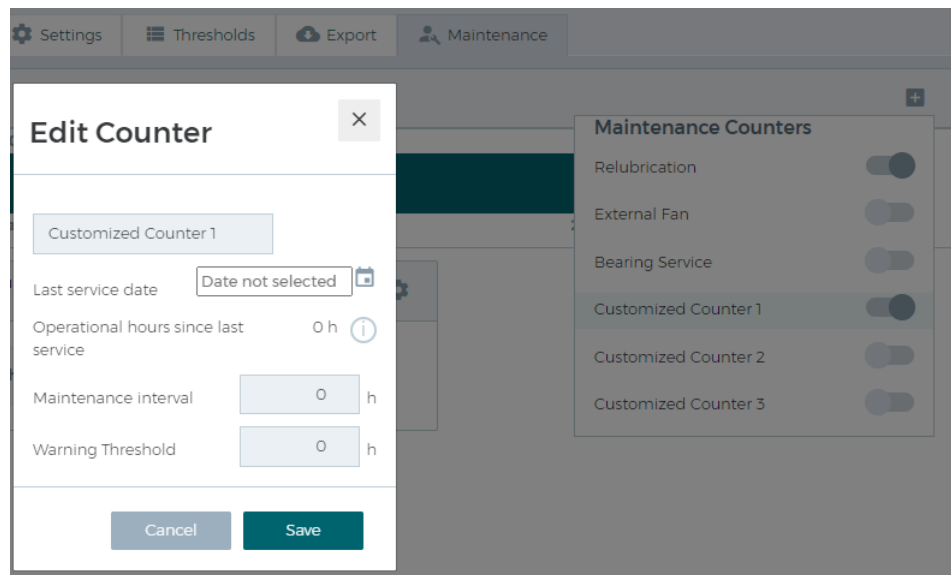 Settings
Thresholds
Export
Maintenance
Edit Counter
Customized Counter 1
Last service date
Date not selected
Operational hours since last
service
0 h
Maintenance interval
0 h
Warning Threshold
0 h
Cancel
Save
Maintenance Counters
Relubrication
External Fan
Bearing Service
Customized Counter 1
Customized Counter 2
Customized Counter 3